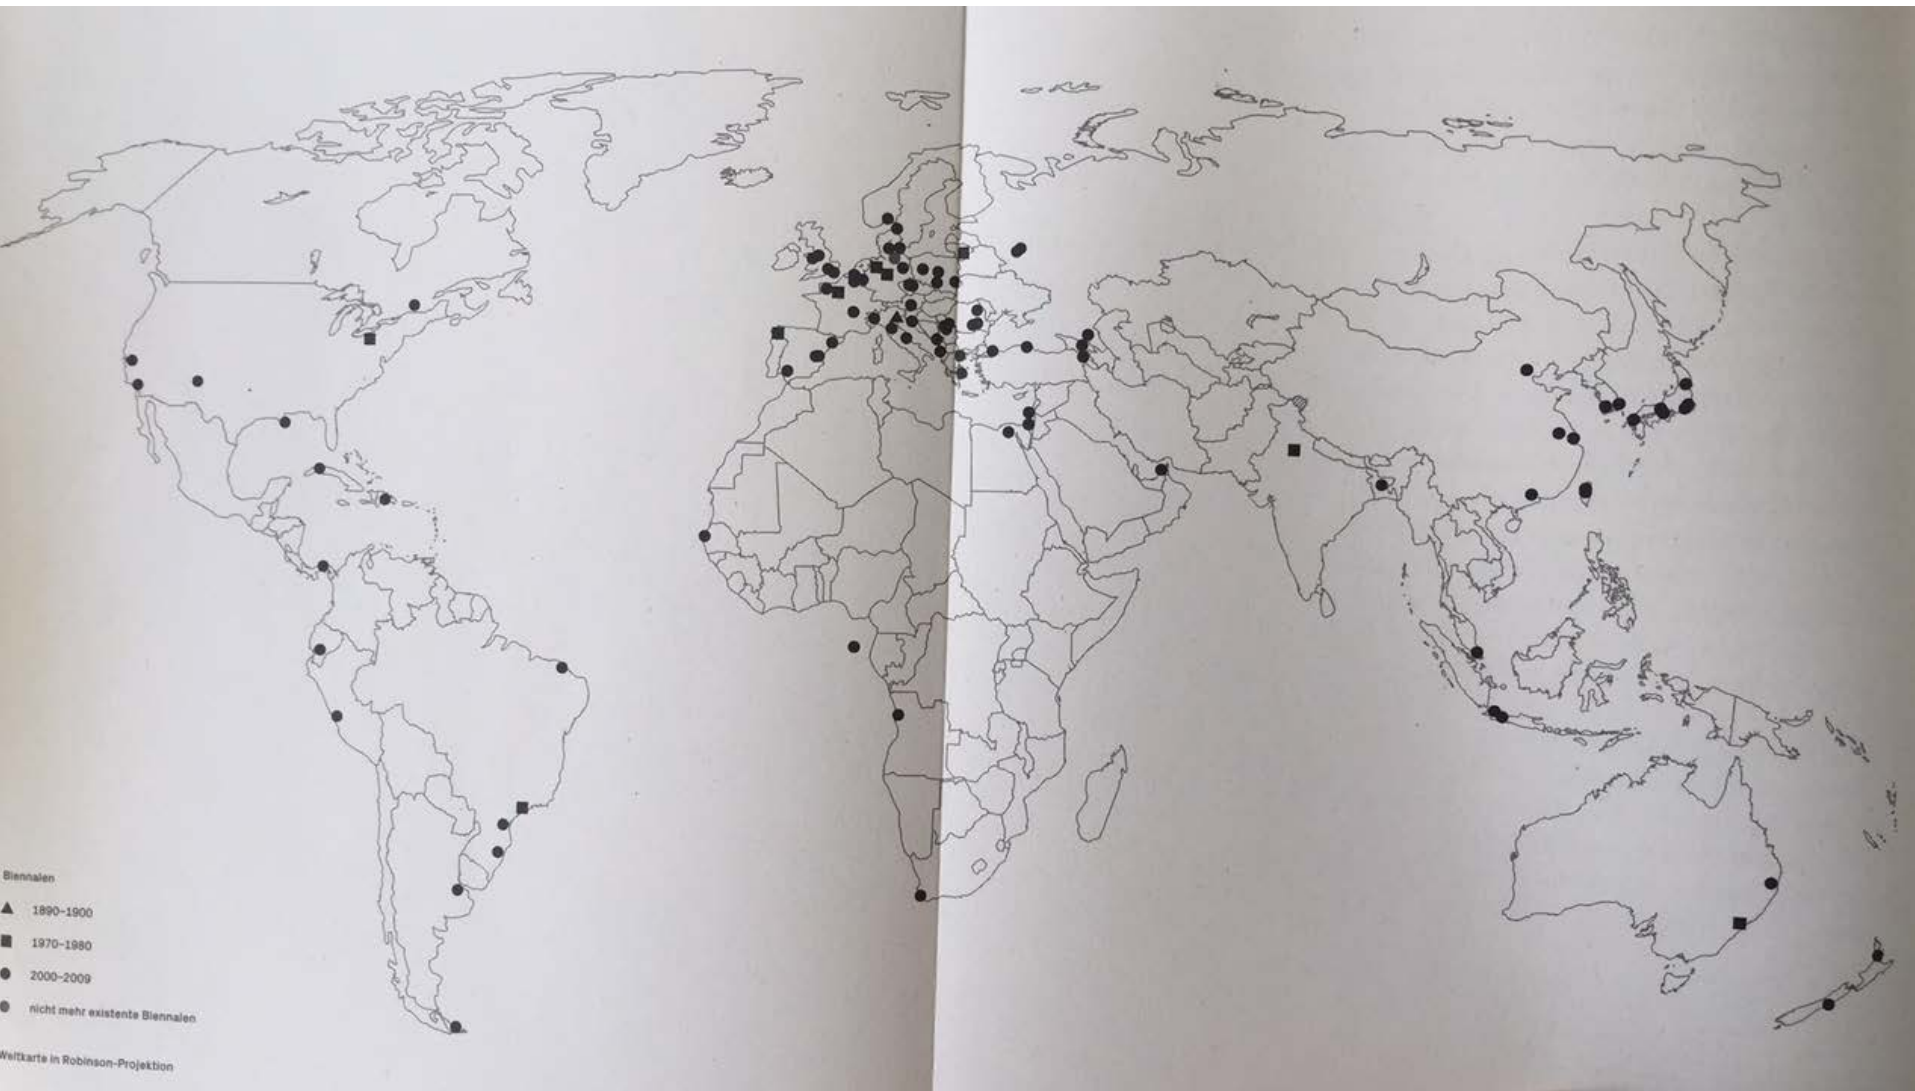 Biennalen
1890–1900
1970–1980
2000–2009
nicht mehr existente Biennalen
Weltkarte in Robinson-Projektion